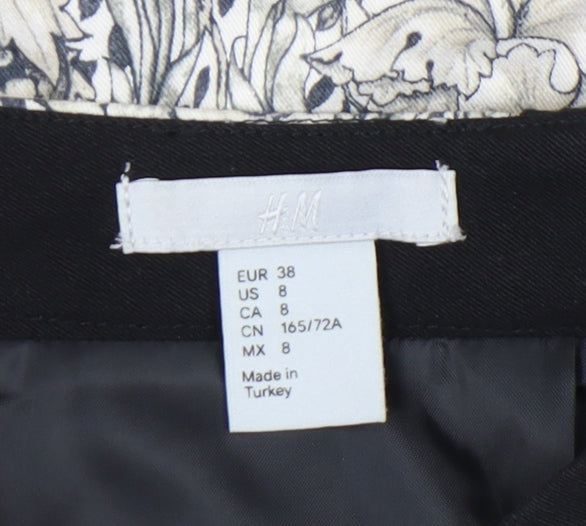 H&M
EUR 38
US 8
CA 8
CN 165/72A
MX 8
Made in
Turkey